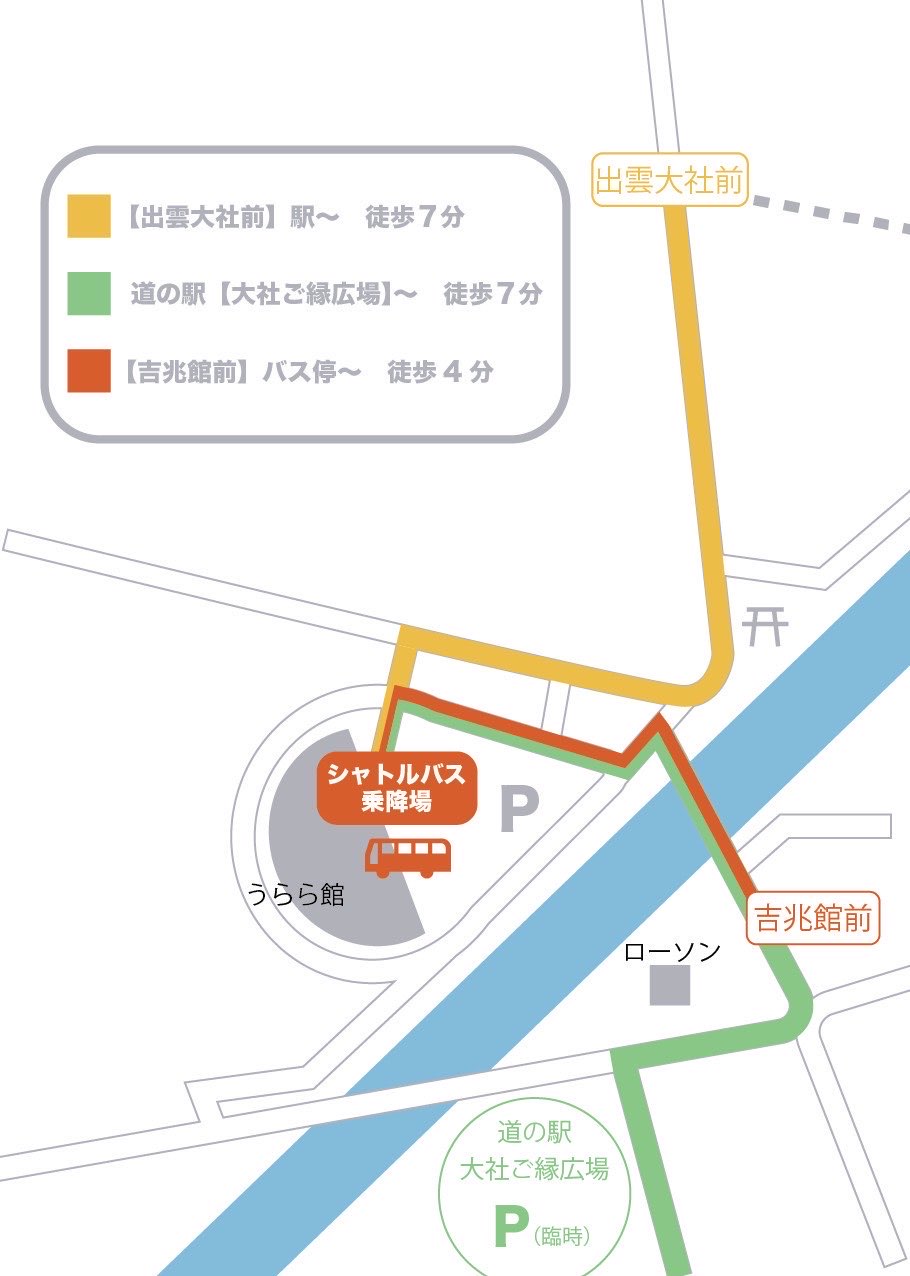 出雲大社前
【出雲大社前】駅〜　徒歩７分
道の駅【大社ご縁広場】〜　徒歩７分
【吉兆館前】バス停〜　徒歩４分
シャトルバス
乗降場
P
うらら館
吉兆館前
ローソン
道の駅
大社ご縁広場
P（臨時）